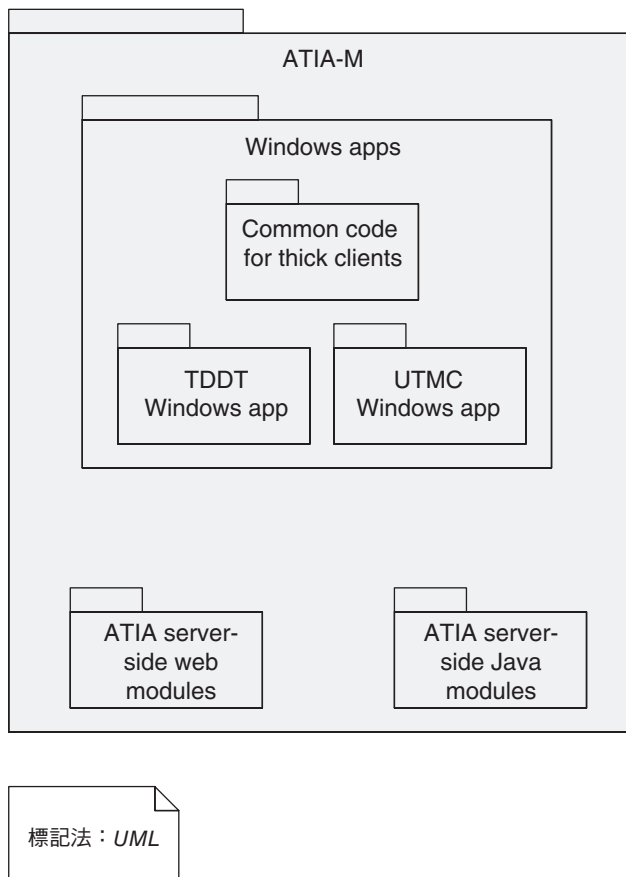 ATIA-M
Windows apps
Common code
for thick clients
TDDT
Windows app
UTMC
Windows app
ATIA server-
side web
modules
ATIA server-
side Java
modules
標記法：UML